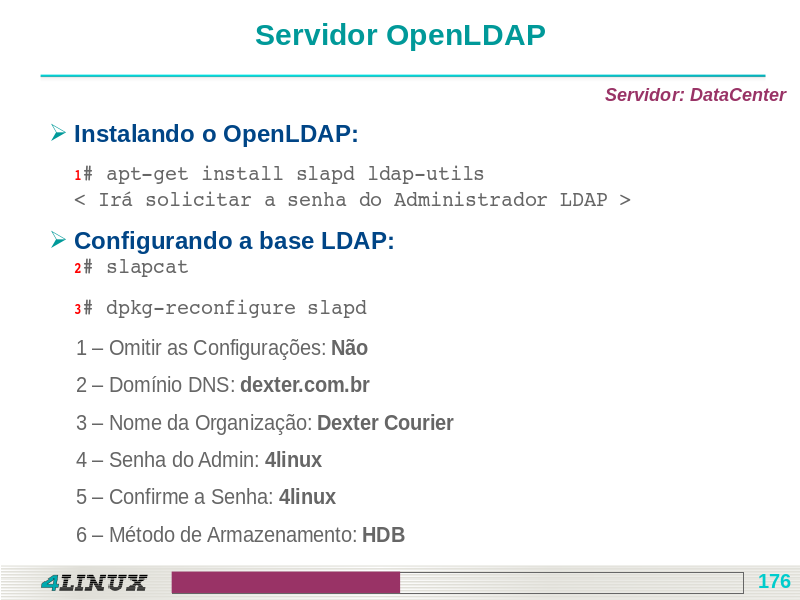 Servidor OpenLDAP
Servidor: DataCenter
Instalando o OpenLDAP:
1# apt-get install slapd ldap-utils
< Irá solicitar a senha do Administrador LDAP >
Configurando a base LDAP:
2# slapcat
3# dpkg-reconfigure slapd
1 – Omitir as Configurações: Não
2 – Domínio DNS: dexter.com.br
3 – Nome da Organização: Dexter Courier
4 – Senha do Admin: 4linux
5 – Confirme a Senha: 4linux
6 – Método de Armazenamento: HDB
4LINUX
176